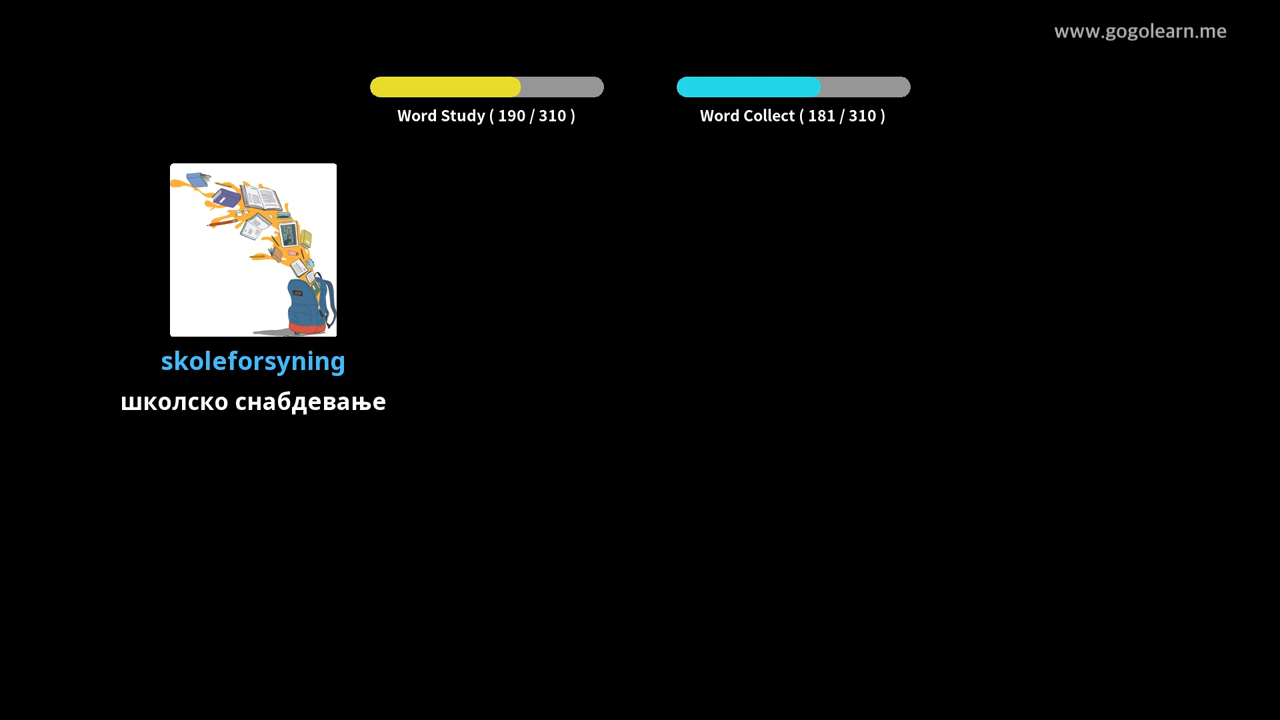 www.gogolearn.me
Word Study ( 190 / 310 )
Word Collect ( 181 / 310 )
skoleforsyning
школско снабдевање